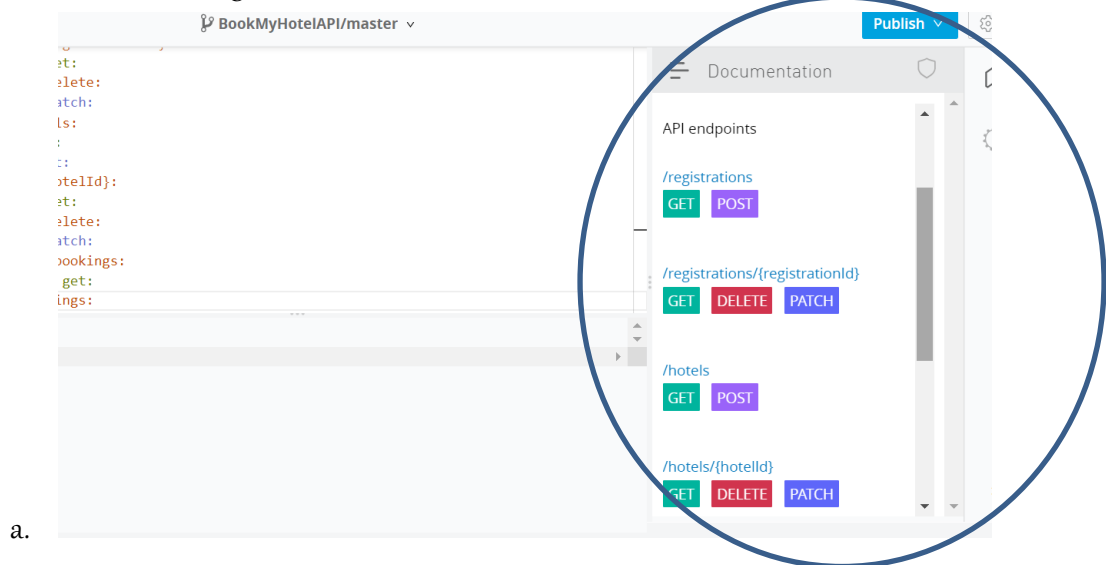 BookMyHotelAPI/master
Publish
et:
elete:
atch:
ls:
:
t:
otelId}:
et:
elete:
atch:
bookings:
get:
ings:
Documentation
API endpoints
/registrations
GET POST
/registrations/{registrationId}
GET DELETE PATCH
/hotels
GET POST
/hotels/{hotelId}
GET DELETE PATCH
a.